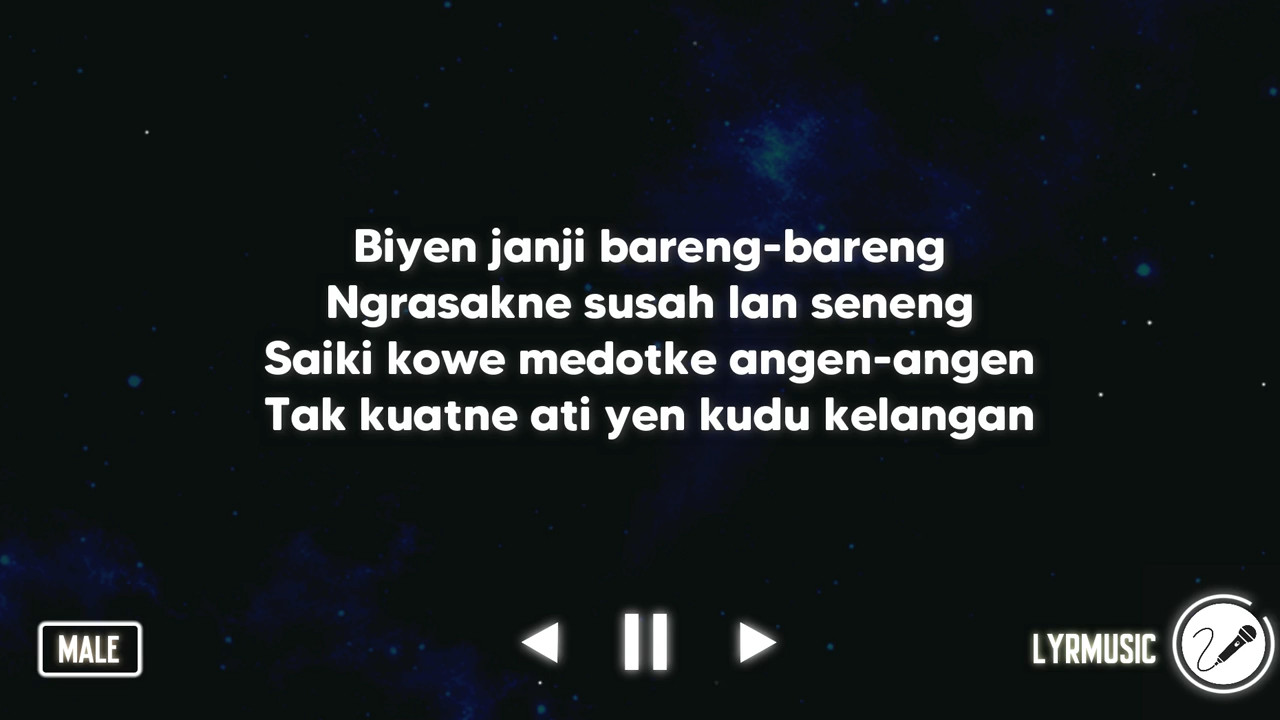 Biyen janji bareng-bareng
Ngrasakne susah lan seneng
Saiki kowe medotke angen-angen
Tak kuatne ati yen kudu kelangan
MALE
LYRMUSIC